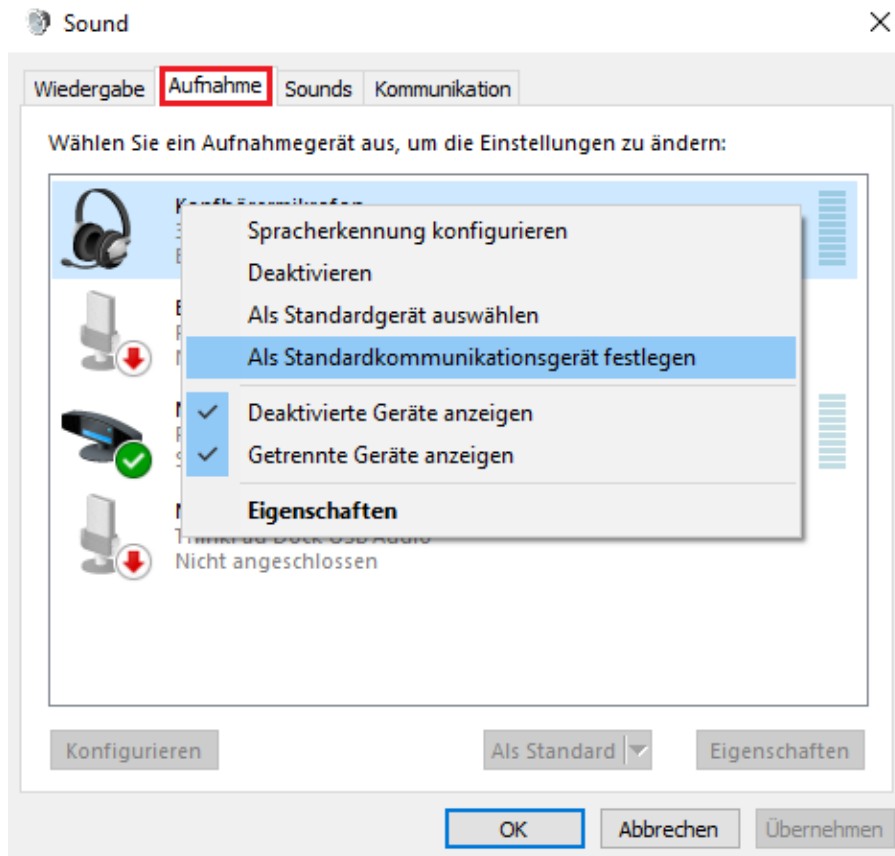 Sound
Wiedergabe Aufnahme Sounds Kommunikation
Wählen Sie ein Aufnahmegerät aus, um die Einstellungen zu ändern:
Spracherkennung konfigurieren
Deaktivieren
Als Standardgerät auswählen
Als Standardkommunikationsgerät festlegen
Deaktivierte Geräte anzeigen
Getrennte Geräte anzeigen
Eigenschaften
Nicht angeschlossen
Konfigurieren Als Standard Eigenschaften
OK Abbrechen Übernehmen